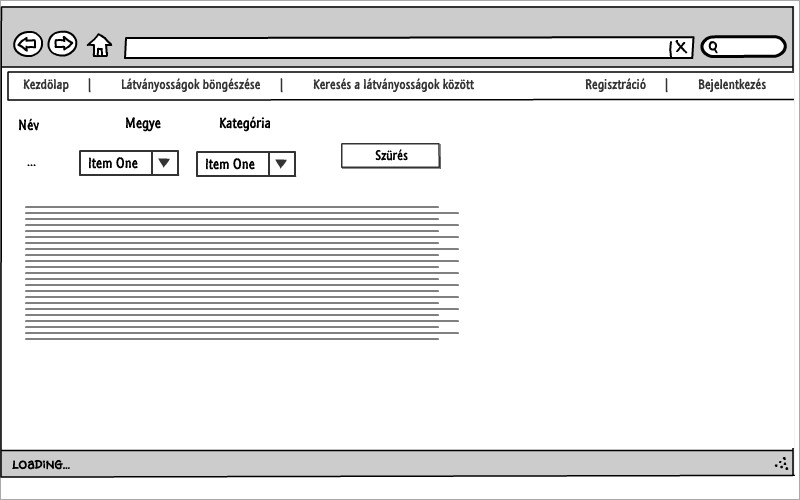 Kezdőlap | Látványosságok böngészése | Keresés a látványosságok között Regisztráció | Bejelentkezés
Név Megye Kategória
... Item One Item One Szűrés
LOADING...